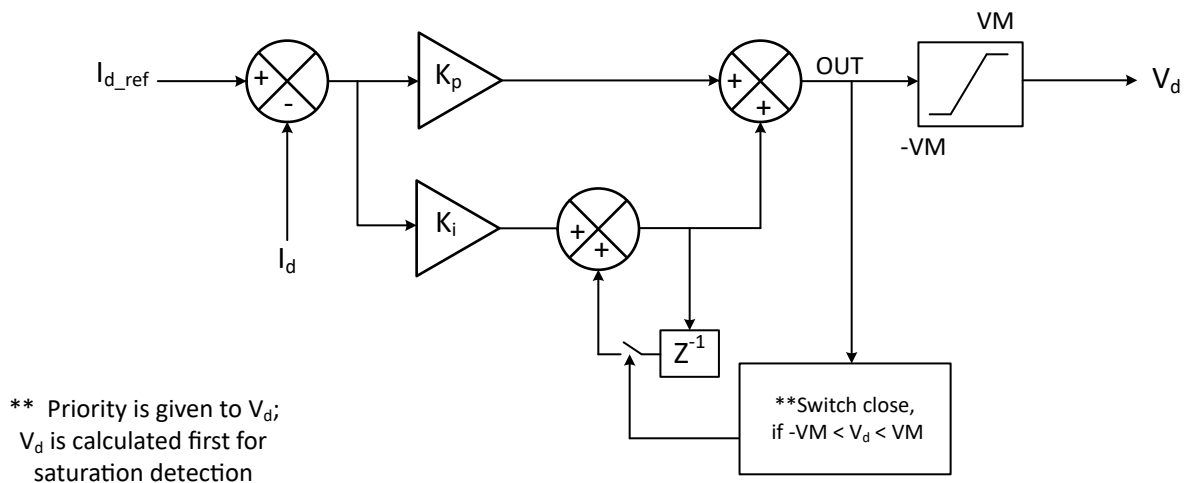 VM
I_d_ref
+
-
K_p
+
+
OUT
V_d
-VM
K_i
+
+
I_d
Z^-1
**Switch close,
if -VM < V_d < VM
** Priority is given to V_d;
V_d is calculated first for
saturation detection